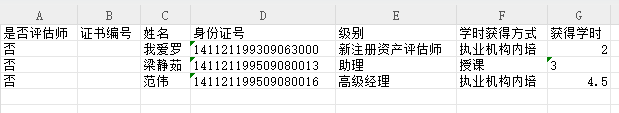 A B C D E F G
是否评估师 证书编号 姓名 身份证号 级别 学时获得方式 获得学时
否 我爱罗 141121199309063000 新注册资产评估师 执业机构内培 2
否 梁静茹 141121199509080013 助理 授课 3
否 范伟 141121199509080016 高级经理 执业机构内培 4.5